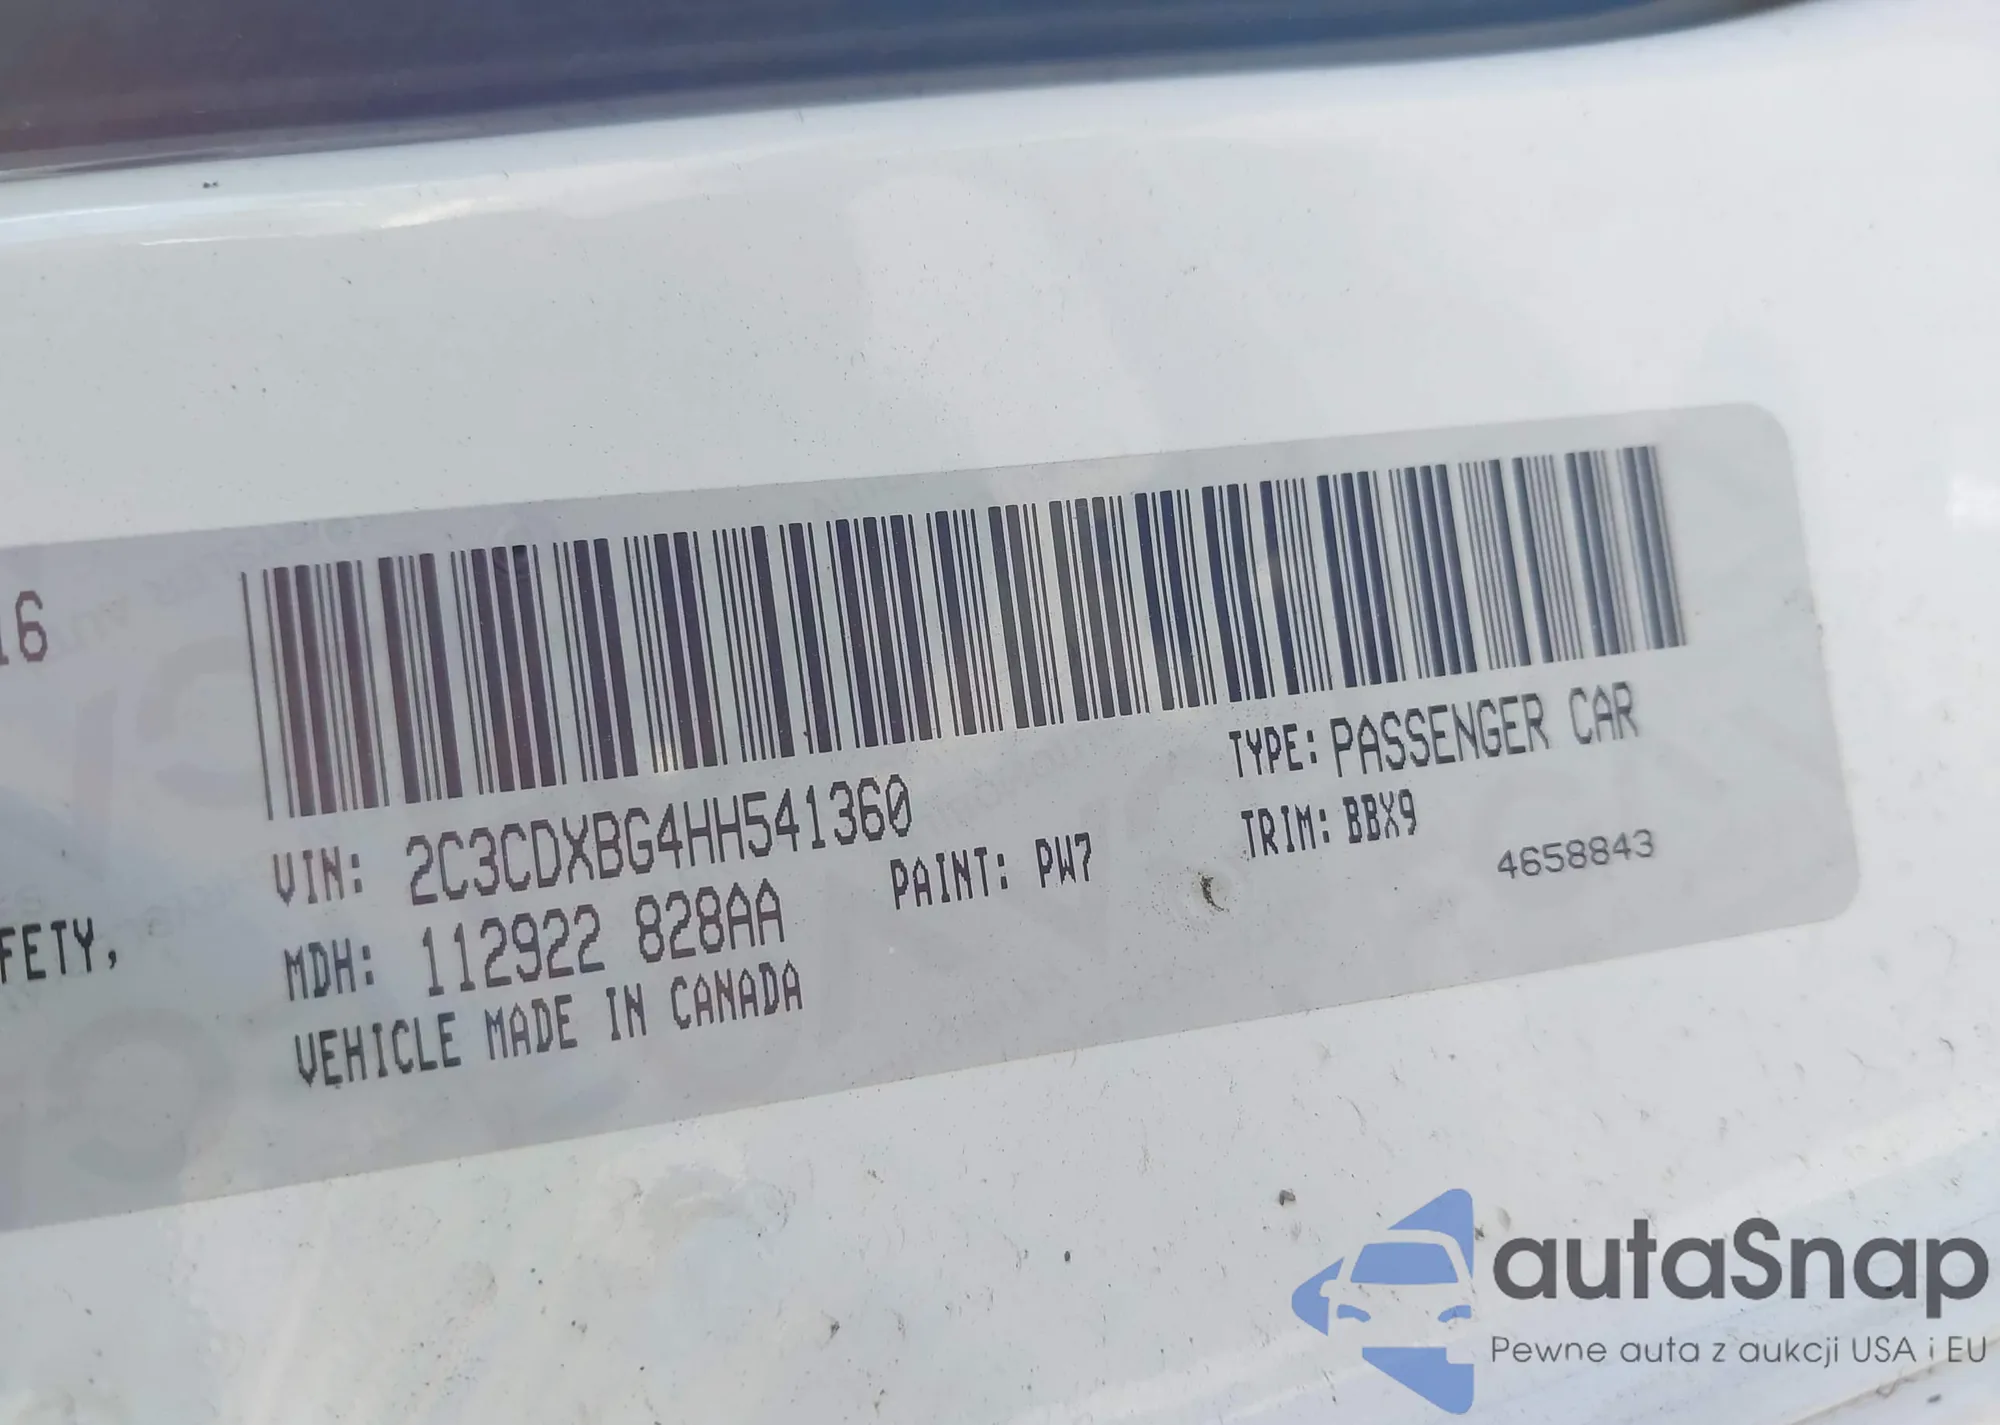 16
FETY,
VIN: 2C3CDXBG4HH541360
TYPE: PASSENGER CAR
MDH: 112922 828AA
PAINT: PW7
TRIM: BBX9
VEHICLE MADE IN CANADA
4658843
autaSnap
Pewne auta z aukcji USA i EU